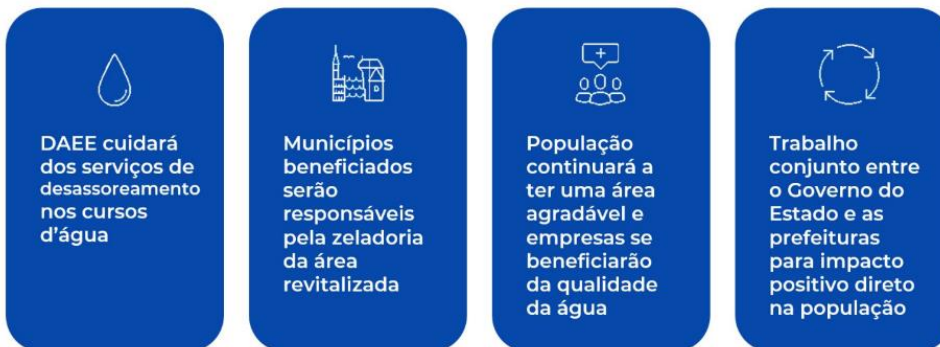 DAEE cuidará
dos serviços de
desassoreamento
nos cursos
d'água
Municípios
beneficiados
serão
responsáveis
pela zeladoria
da área
revitalizada
População
continuará a
ter uma área
agradável e
empresas se
beneficiarão
da qualidade
da água
Trabalho
conjunto entre
o Governo do
Estado e as
prefeituras
para impacto
positivo direto
na população